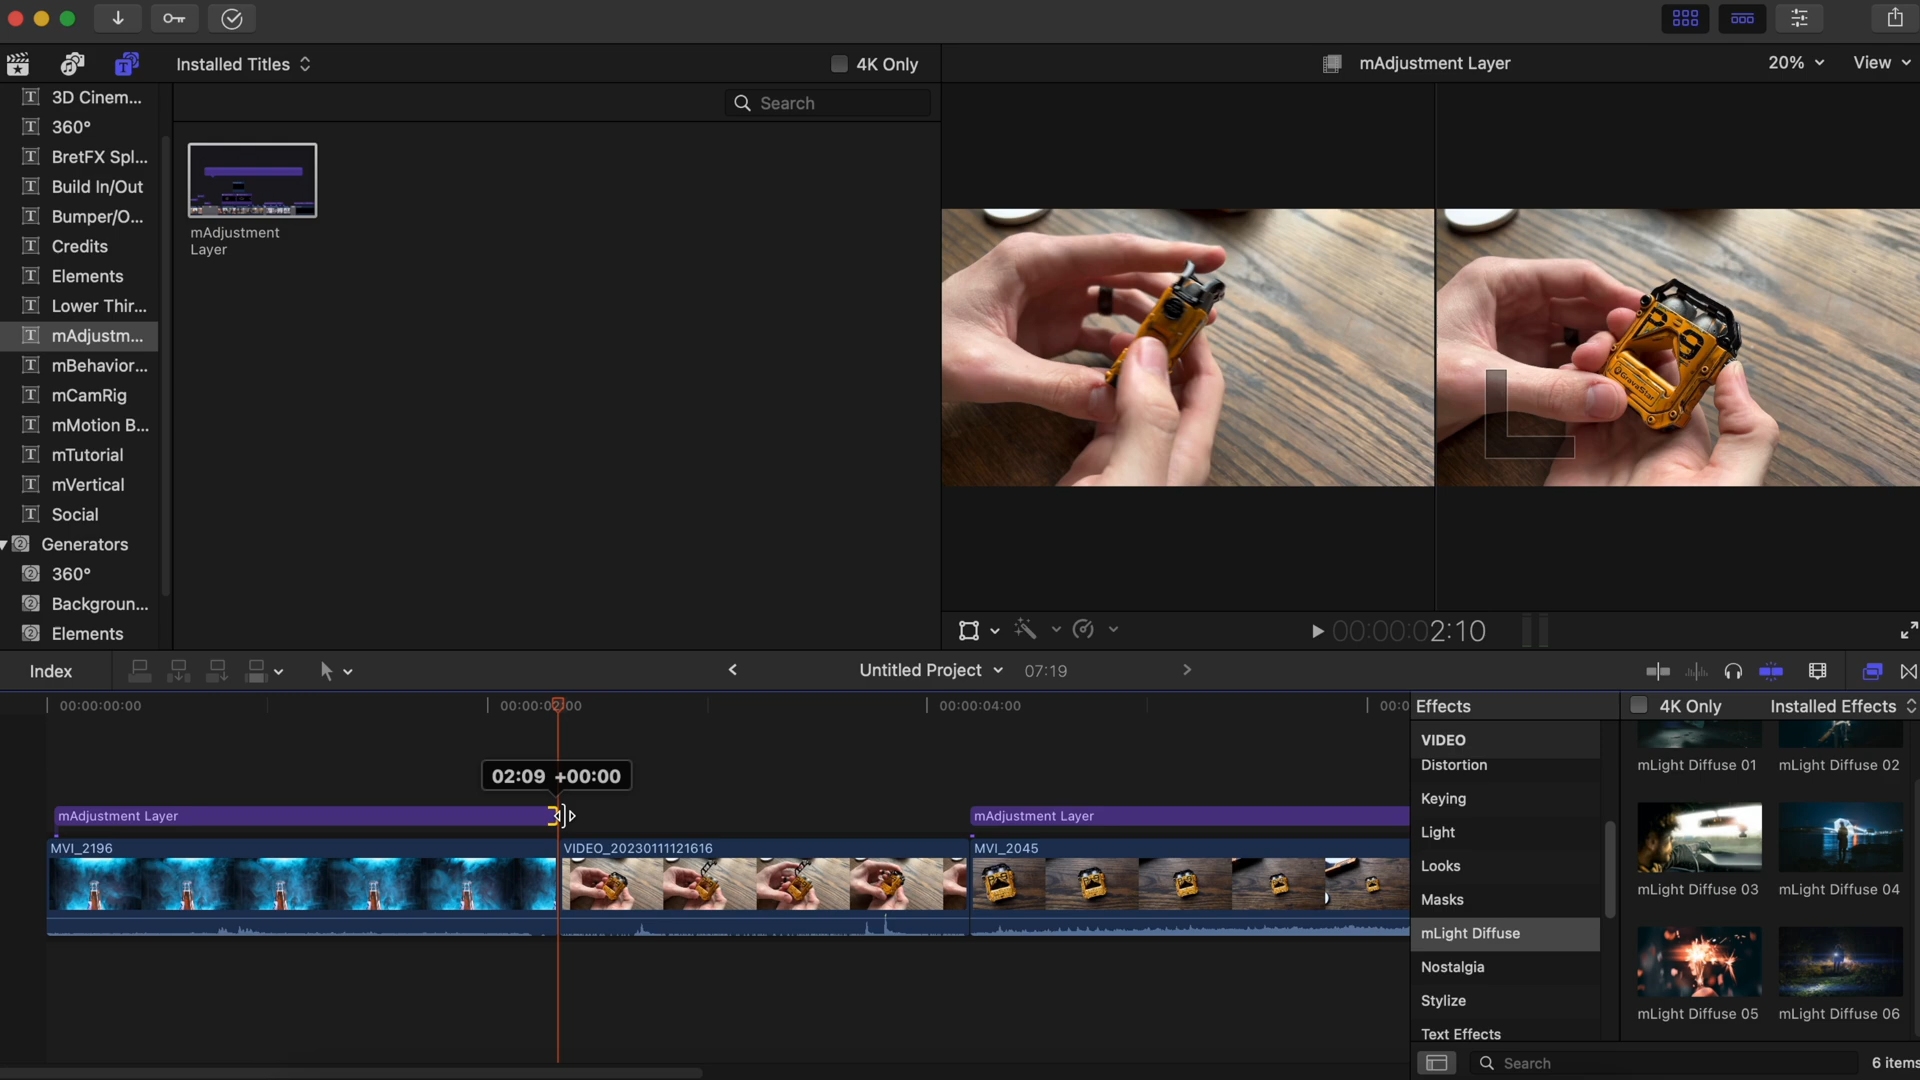 Installed Titles
4K Only
mAdjustment Layer
20%
View
Search
3D Cinem...
360°
BretFX Spl...
Build In/Out
Bumper/O...
Credits
Elements
Lower Thir...
mAdjustm...
mBehavior...
mCamRig
mMotion B...
mTutorial
mVertical
Social
Generators
360°
Backgroun...
Elements
mAdjustment
Layer
GravaStar
00:00:02:10
Index
Untitled Project
07:19
00:00:00:00
00:00:02:00
00:00:04:00
00:0
02:09 +00:00
mAdjustment Layer
mAdjustment Layer
MVI_2196
VIDEO_20230111121616
MVI_2045
Effects
4K Only
Installed Effects
VIDEO
Distortion
Keying
Light
Looks
Masks
mLight Diffuse
Nostalgia
Stylize
Text Effects
mLight Diffuse 01
mLight Diffuse 02
mLight Diffuse 03
mLight Diffuse 04
mLight Diffuse 05
mLight Diffuse 06
Search
6 items